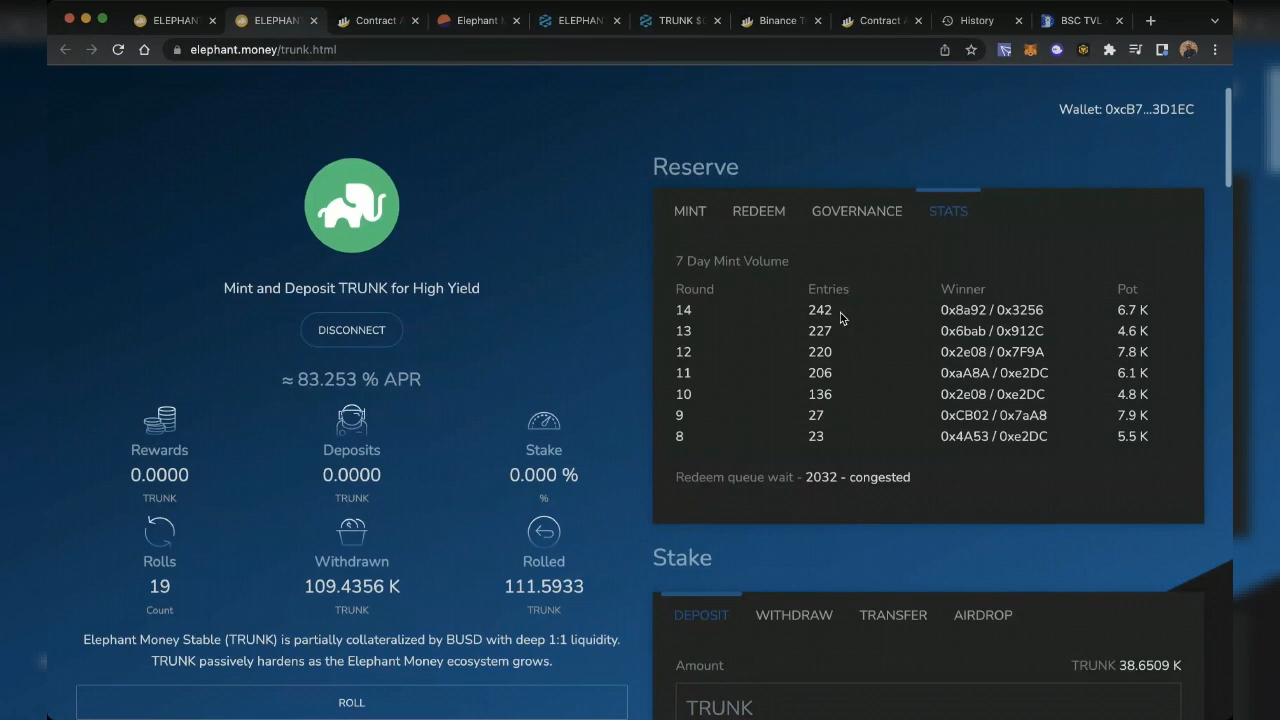 ELEPHANT
ELEPHAN
Contract A
Elephant M
ELEPHAN
TRUNK $
Binance T
Contract A
History
BSC TVL -
elephant.money/trunk.html
Wallet: 0xcB7...3D1EC
Mint and Deposit TRUNK for High Yield
DISCONNECT
≈ 83.253 % APR
Rewards
0.0000
TRUNK
Deposits
0.0000
TRUNK
Stake
0.000 %
%
Rolls
19
Count
Withdrawn
109.4356 K
TRUNK
Rolled
111.5933
TRUNK
Elephant Money Stable (TRUNK) is partially collateralized by BUSD with deep 1:1 liquidity.
TRUNK passively hardens as the Elephant Money ecosystem grows.
ROLL
Reserve
MINT REDEEM GOVERNANCE STATS
7 Day Mint Volume
Round Entries Winner Pot
14 242 0x8a92 / 0x3256 6.7 K
13 227 0x6bab / 0x912C 4.6 K
12 220 0x2e08 / 0x7F9A 7.8 K
11 206 0xaA8A / 0xe2DC 6.1 K
10 136 0x2e08 / 0xe2DC 4.8 K
9 27 0xCB02 / 0x7aA8 7.9 K
8 23 0x4A53 / 0xe2DC 5.5 K
Redeem queue wait - 2032 - congested
Stake
DEPOSIT WITHDRAW TRANSFER AIRDROP
Amount TRUNK 38.6509 K
TRUNK